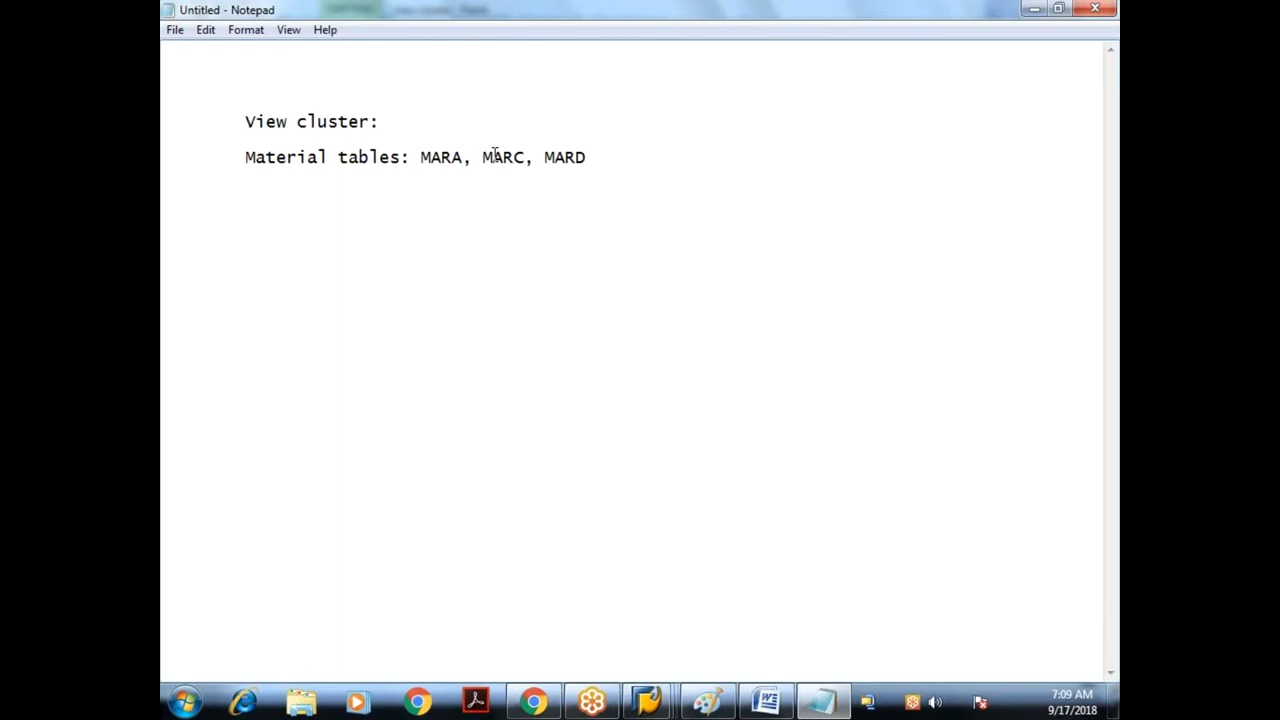 Untitled - Notepad
File Edit Format View Help
View cluster:
Material tables: MARA, MARC, MARD
7:09 AM
9/17/2018